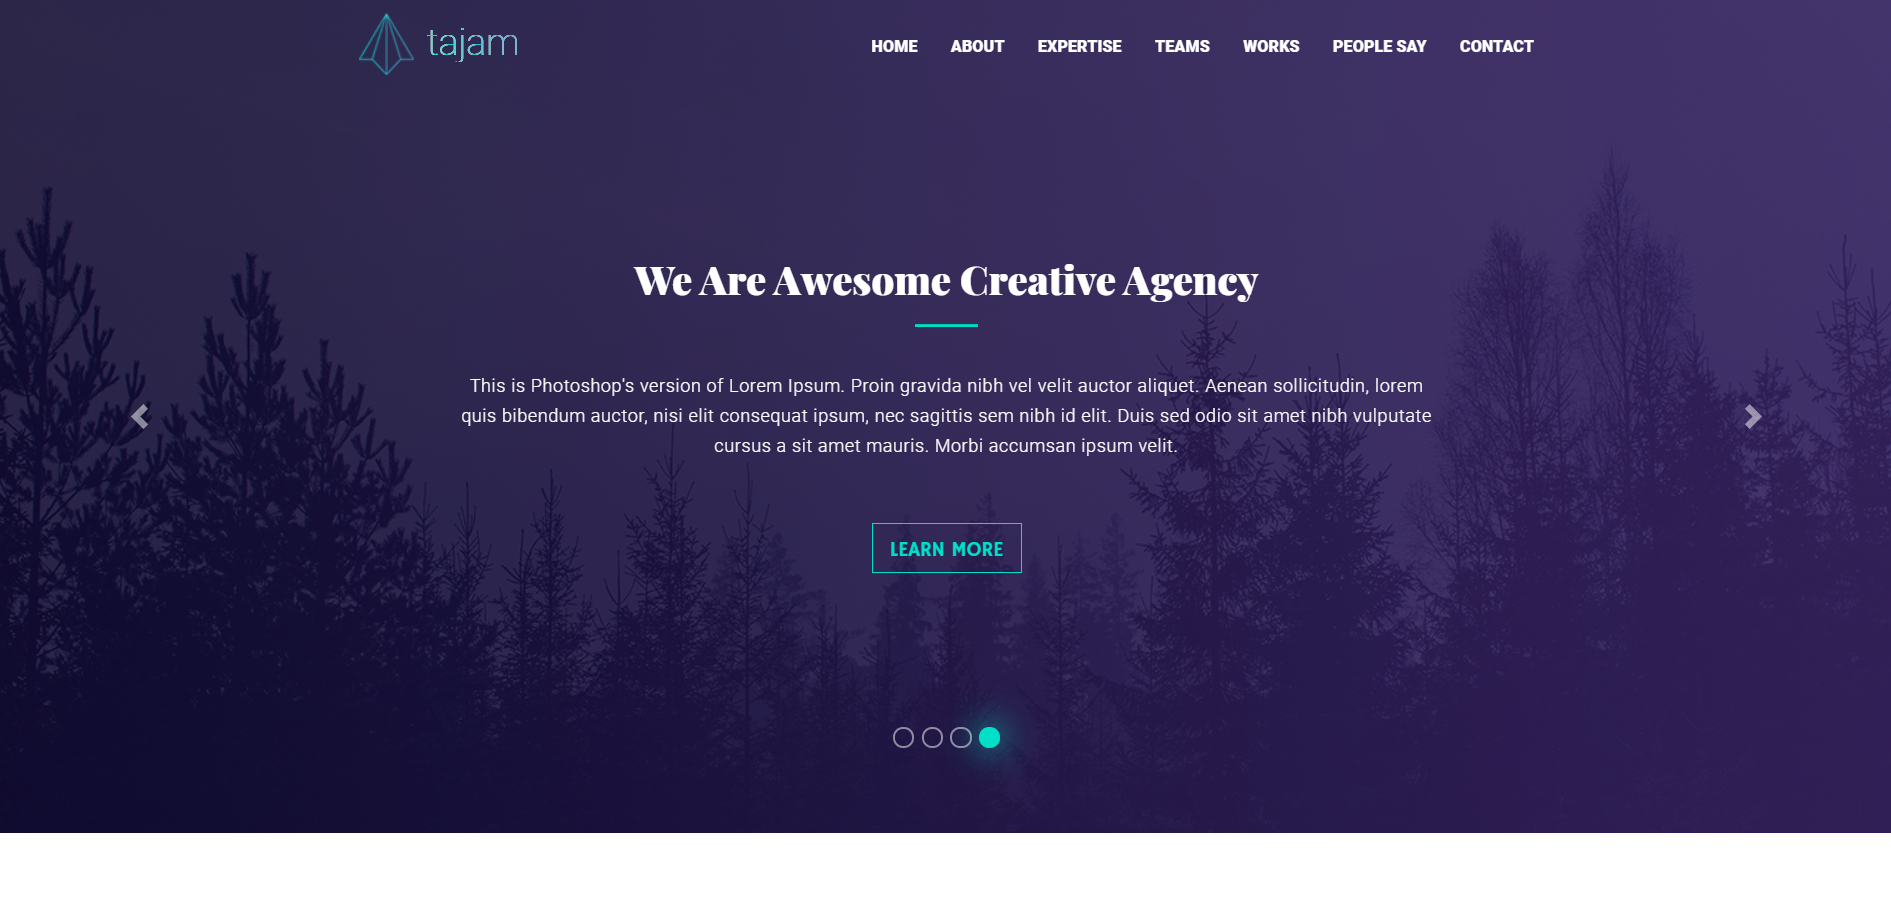 tajam
HOME ABOUT EXPERTISE TEAMS WORKS PEOPLE SAY CONTACT
We Are Awesome Creative Agency
This is Photoshop's version of Lorem Ipsum. Proin gravida nibh vel velit auctor aliquet. Aenean sollicitudin, lorem
quis bibendum auctor, nisi elit consequat ipsum, nec sagittis sem nibh id elit. Duis sed odio sit amet nibh vulputate
cursus a sit amet mauris. Morbi accumsan ipsum velit.
LEARN MORE